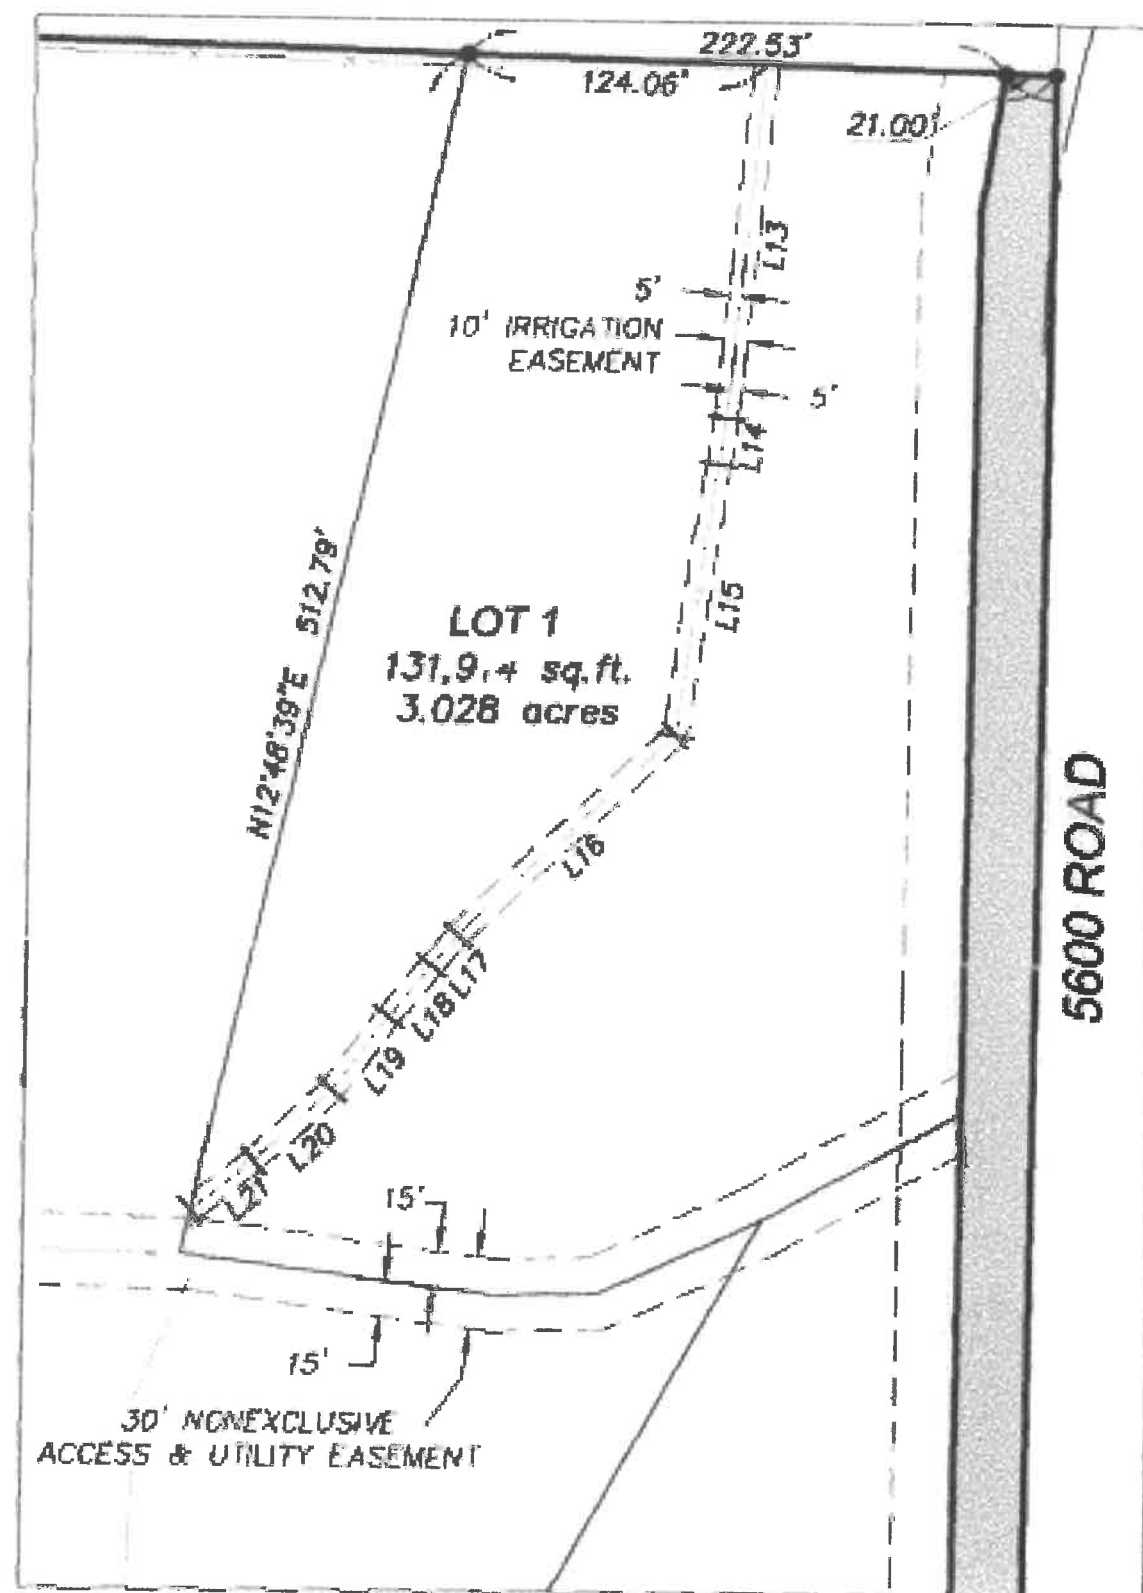 222.53'
124.06'
21.00'
L13
5'
10' IRRIGATION
EASEMENT
5'
L14
L15
N12°48'39"E 512.79'
LOT 1
sq.ft.
3.028 acres
L16
L17
L18
L19
L20
L21
5600 ROAD
15'
15'
30' NONEXCLUSIVE
ACCESS & UTILITY EASEMENT